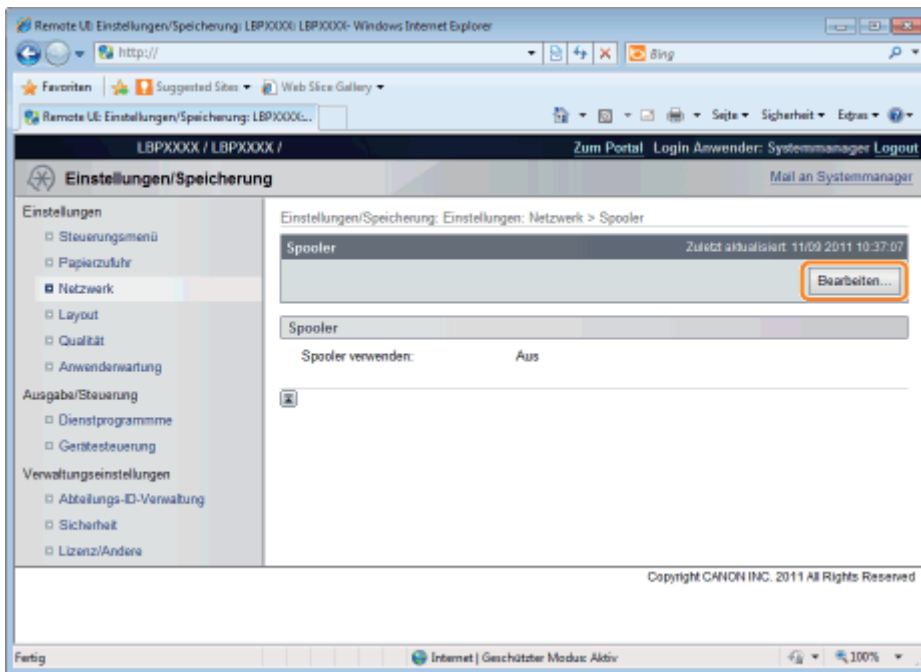 Remote UI: Einstellungen/Speicherung: LBPXXXX: LBPXXXX- Windows Internet Explorer
http://
Bing
Favoriten
Suggested Sites
Web Slice Gallery
Remote UI: Einstellungen/Speicherung: LBPXXXX:...
Seite
Sicherheit
Extras
LBPXXXX / LBPXXXX /
Zum Portal Login Anwender: Systemmanager Logout
Einstellungen/Speicherung
Mail an Systemmanager
Einstellungen
Steuerungsmenü
Papierzufuhr
Netzwerk
Layout
Qualität
Anwenderwartung
Ausgabe/Steuerung
Dienstprogrammme
Gerätesteuerung
Verwaltungseinstellungen
Abteilungs-ID-Verwaltung
Sicherheit
Lizenz/Andere
Einstellungen/Speicherung: Einstellungen: Netzwerk > Spooler
Spooler
Zuletzt aktualisiert: 11/09 2011 10:37:07
Bearbeiten...
Spooler
Spooler verwenden: Aus
Copyright CANON INC. 2011 All Rights Reserved
Fertig
Internet | Geschützter Modus: Aktiv
100%